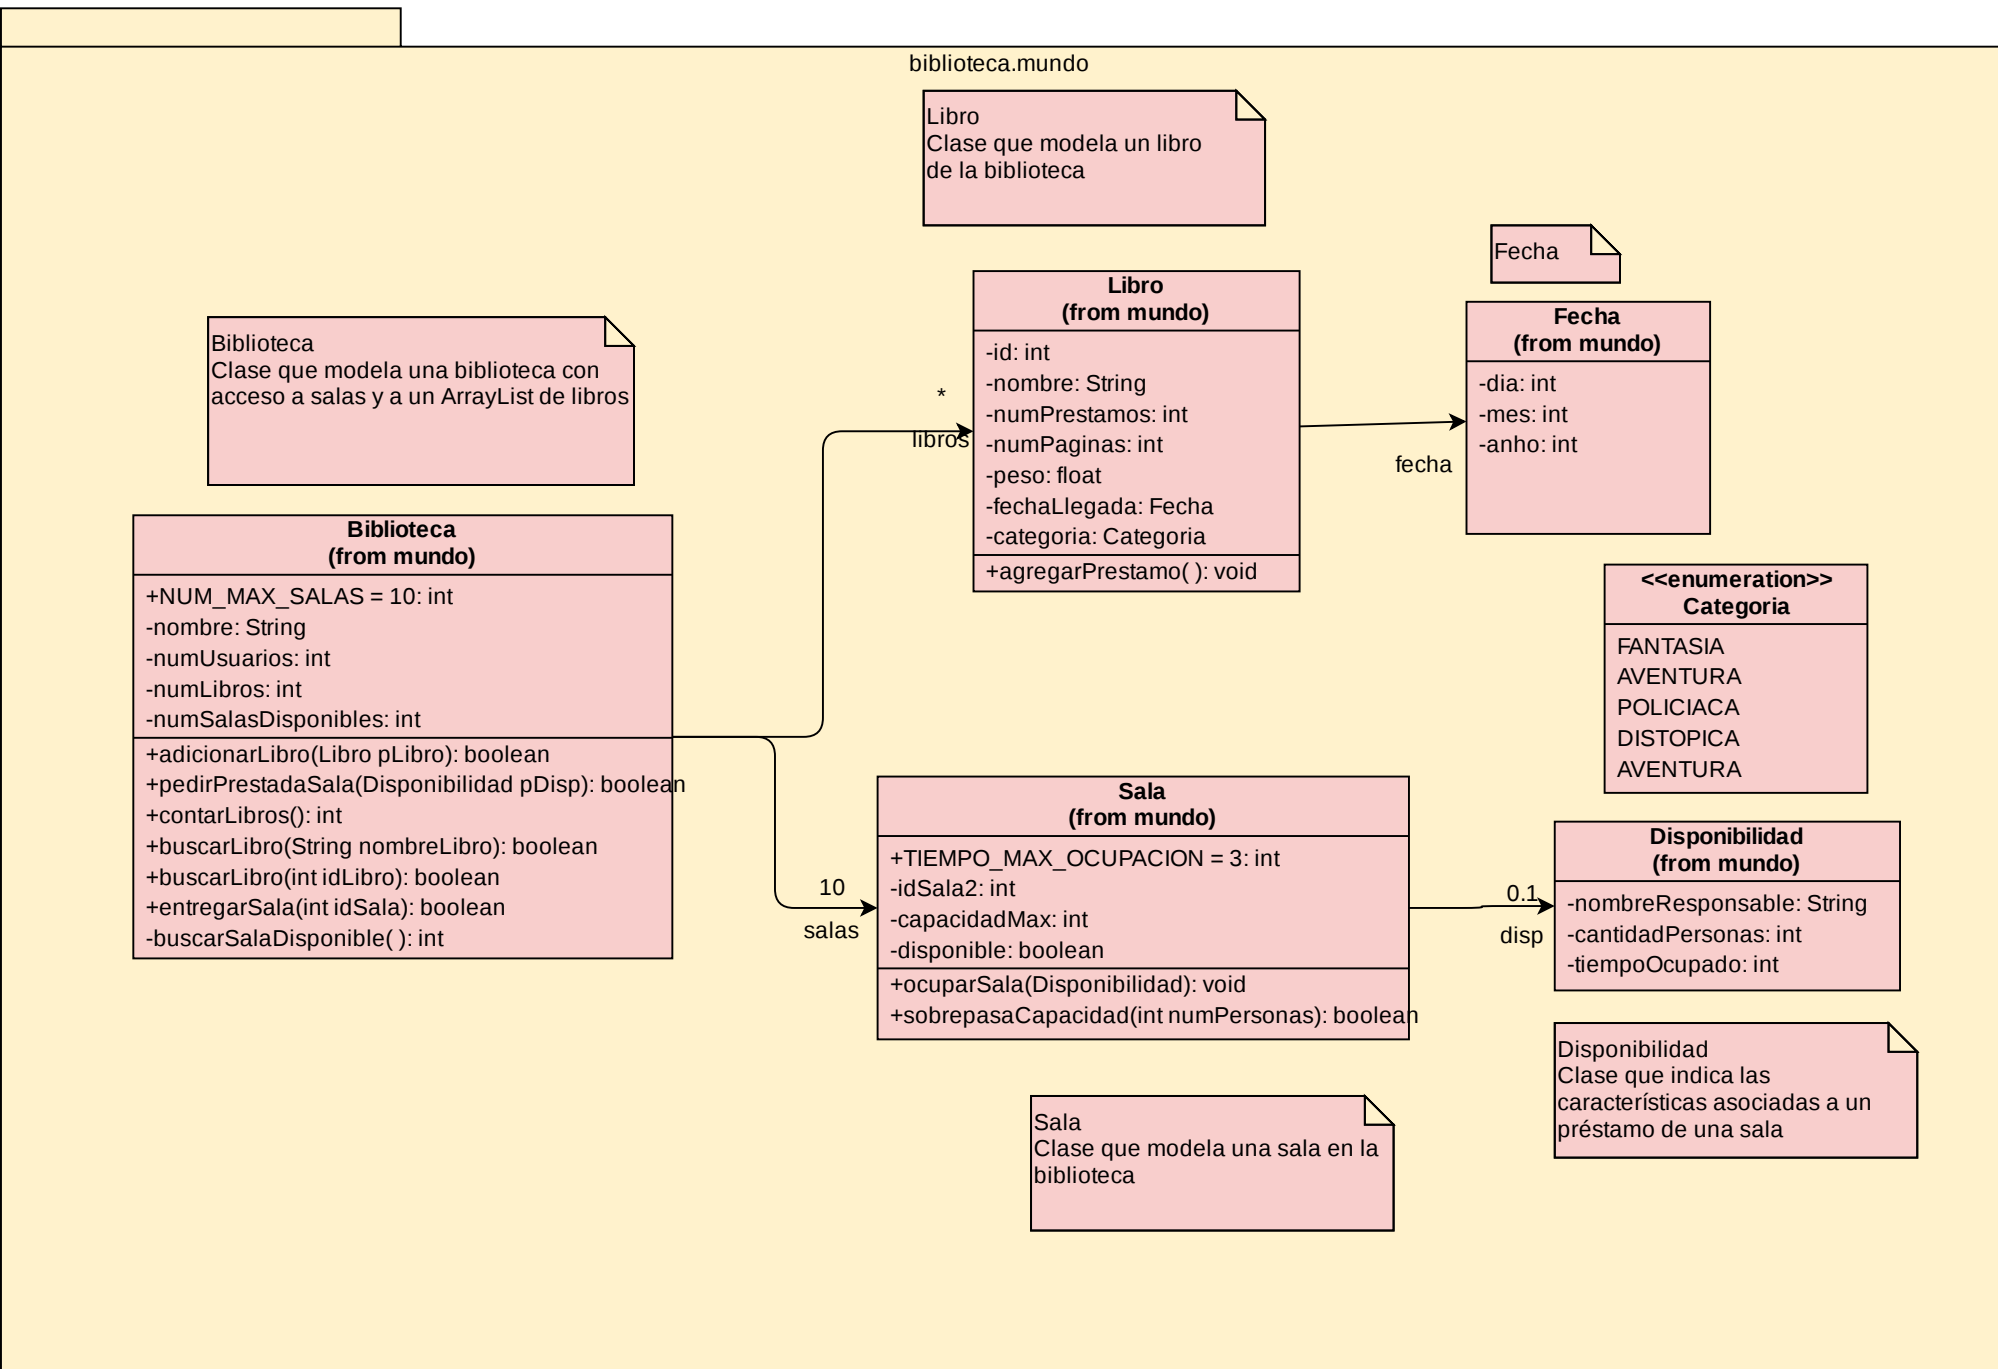 biblioteca.mundo
Libro
Clase que modela un libro
de la biblioteca
Fecha
Biblioteca
Clase que modela una biblioteca con
acceso a salas y a un ArrayList de libros
Libro
(from mundo)
-id: int
-nombre: String
-numPrestamos: int
-numPaginas: int
-peso: float
-fechaLlegada: Fecha
-categoria: Categoria
+agregarPrestamo( ): void
Fecha
(from mundo)
-dia: int
-mes: int
-anho: int
*
libros
fecha
Biblioteca
(from mundo)
+NUM_MAX_SALAS = 10: int
-nombre: String
-numUsuarios: int
-numLibros: int
-numSalasDisponibles: int
+adicionarLibro(Libro pLibro): boolean
+pedirPrestadaSala(Disponibilidad pDisp): boolean
+contarLibros(): int
+buscarLibro(String nombreLibro): boolean
+buscarLibro(int idLibro): boolean
+entregarSala(int idSala): boolean
-buscarSalaDisponible( ): int
<<enumeration>>
Categoria
FANTASIA
AVENTURA
POLICIACA
DISTOPICA
AVENTURA
10
salas
Sala
(from mundo)
+TIEMPO_MAX_OCUPACION = 3: int
-idSala2: int
-capacidadMax: int
-disponible: boolean
+ocuparSala(Disponibilidad): void
+sobrepasaCapacidad(int numPersonas): boolean
0.1
disp
Disponibilidad
(from mundo)
-nombreResponsable: String
-cantidadPersonas: int
-tiempoOcupado: int
Disponibilidad
Clase que indica las
características asociadas a un
préstamo de una sala
Sala
Clase que modela una sala en la
biblioteca